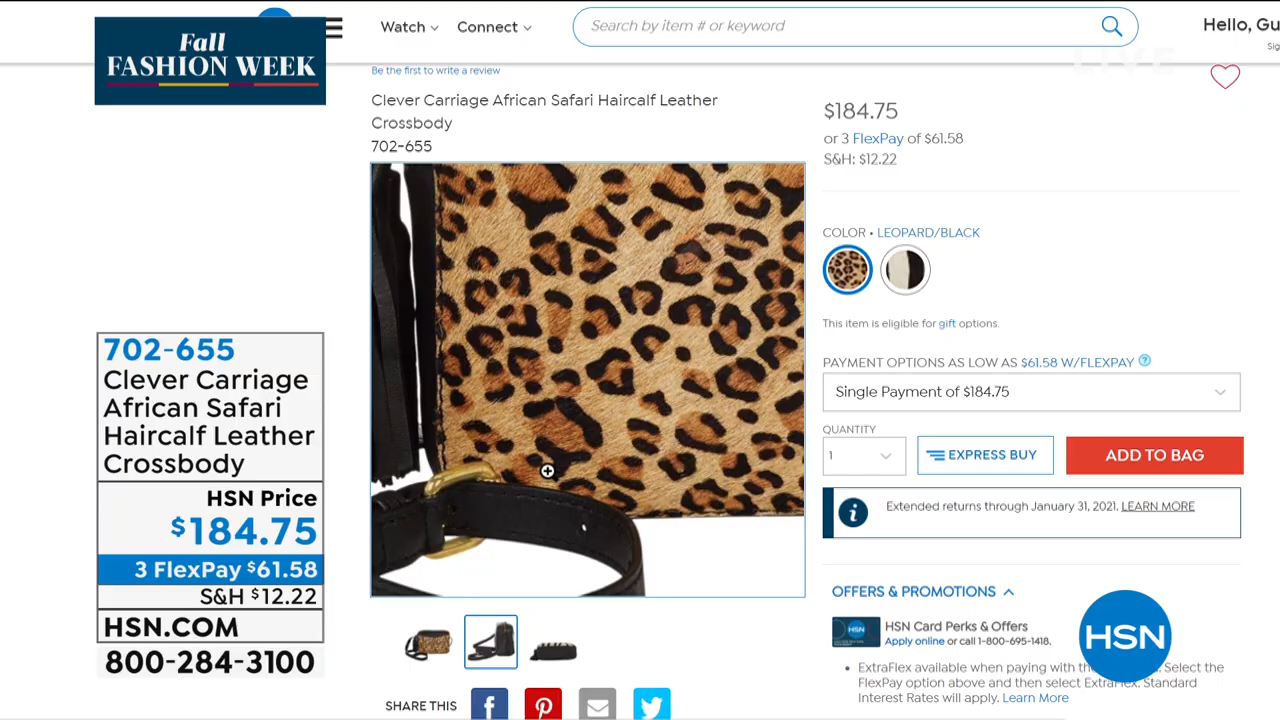 Fall
FASHION WEEK
Watch
Connect
Search by item # or keyword
Hello, Gu
Sig
LIVE
Be the first to write a review
Clever Carriage African Safari Haircalf Leather
Crossbody
702-655
$184.75
or 3 FlexPay of $61.58
S&H: $12.22
COLOR • LEOPARD/BLACK
This item is eligible for gift options.
PAYMENT OPTIONS AS LOW AS $61.58 W/FLEXPAY ?
Single Payment of $184.75
QUANTITY
1
EXPRESS BUY
ADD TO BAG
i
Extended returns through January 31, 2021. LEARN MORE
OFFERS & PROMOTIONS
HSN
HSN Card Perks & Offers
Apply online or call 1-800-695-1418.
• ExtraFlex available when paying with th Card. Select the
FlexPay option above and then select ExtraFlex. Standard
Interest Rates will apply. Learn More
HSN
702-655
Clever Carriage
African Safari
Haircalf Leather
Crossbody
HSN Price
$184.75
3 FlexPay $61.58
S&H $12.22
HSN.COM
800-284-3100
SHARE THIS